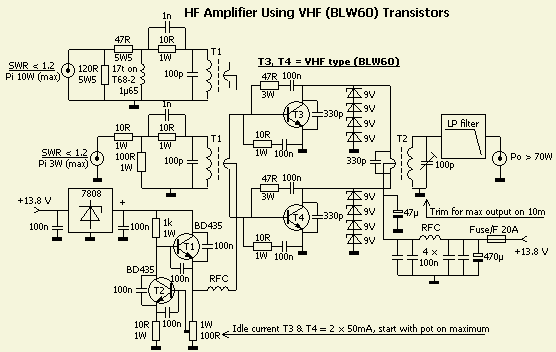 HF Amplifier Using VHF (BLW60) Transistors
1n
47R
5W5
10R
1W
T1
SWR < 1.2
Pi 10W (max)
120R
5W5
17t on
T68-2
1µ65
100p
T3, T4 = VHF type (BLW60)
47R
3W
100n
T3
330p
10R
1W
100n
9V
9V
9V
9V
1n
10R
1W
10R
1W
T1
SWR < 1.2
Pi 3W (max)
100R
1W
100p
T2
330p
LP filter
100p
Po > 70W
Trim for max output on 10m
47R
3W
100n
T4
330p
10R
1W
100n
9V
9V
9V
9V
+13.8 V
7808
+
100n
100n
1k
1W
BD435
T1
100n
BD435
T2
100n
100n
100n
RFC
10R
1W
1W
100R
Idle current T3 & T4 = 2 × 50mA, start with pot on maximum
47µ
RFC
Fuse/F 20A
4 ×
100n
470µ
+13.8 V